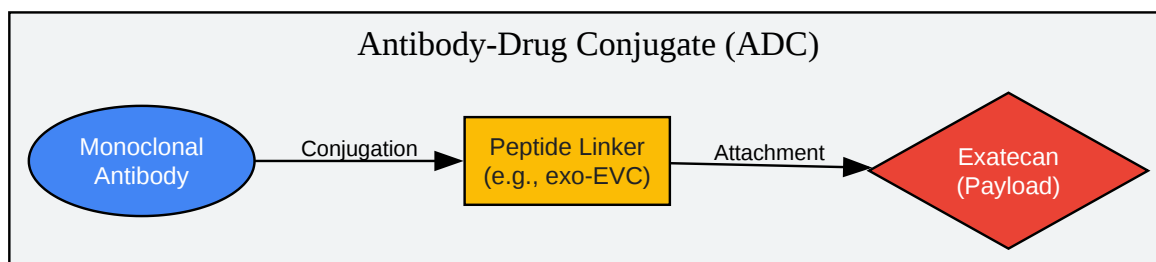 Antibody-Drug Conjugate (ADC)
Monoclonal
Antibody
Conjugation
Peptide Linker
(e.g., exo-EVC)
Attachment
Exatecan
(Payload)